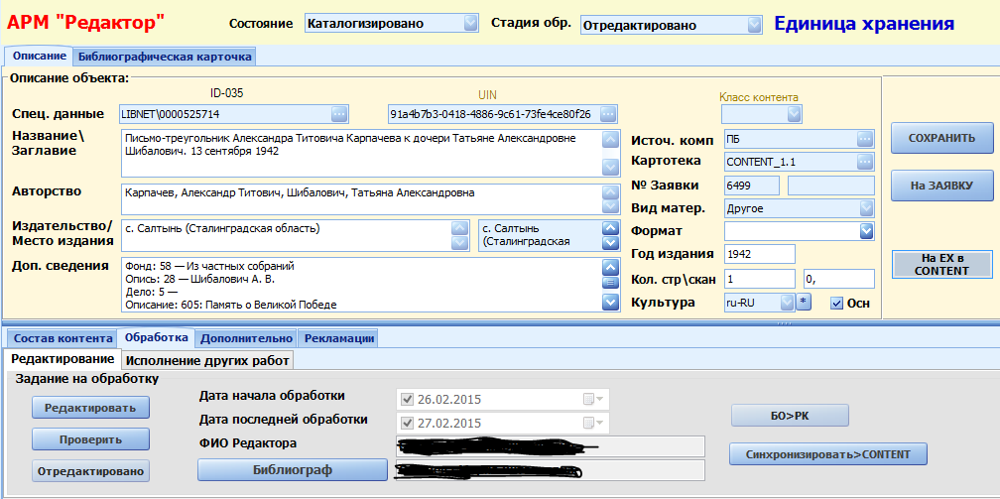 АРМ "Редактор" Состояние Каталогизировано Стадия обр. Отредактировано Единица хранения
Описание Библиографическая карточка
Описание объекта:
ID-035 UIN Класс контента
Спец. данные LIBNET\0000525714 ... 91a4b7b3-0418-4886-9c61-73fe4ce80f26 ...
Название\
Заглавие
Письмо-треугольник Александра Титовича Карпачева к дочери Татьяне Александровне
Шибалович. 13 сентября 1942
Авторство Карпачев, Александр Титович, Шибалович, Татьяна Александровна
Издательство/
Место издания
с. Салтынь (Сталинградская область)
с. Салтынь
(Сталинградская
Доп. сведения
Фонд: 58 — Из частных собраний
Опись: 28 — Шибалович А. В.
Дело: 5 —
Описание: 605: Память о Великой Победе
Источ. комп ПБ ...
Картотека CONTENT_1.1 ...
№ Заявки 6499
Вид матер. Другое
Формат
Год издания 1942
Кол. стр\скан 1 0,
Культура ru-RU * Осн
СОХРАНИТЬ
На ЗАЯВКУ
На EX в
CONTENT
Состав контента Обработка Дополнительно Рекламации
Редактирование Исполнение других работ
Задание на обработку
Редактировать
Проверить
Отредактировано
Дата начала обработки 26.02.2015
Дата последней обработки 27.02.2015
ФИО Редактора
Библиограф
БО>РК
Синхронизировать>CONTENT